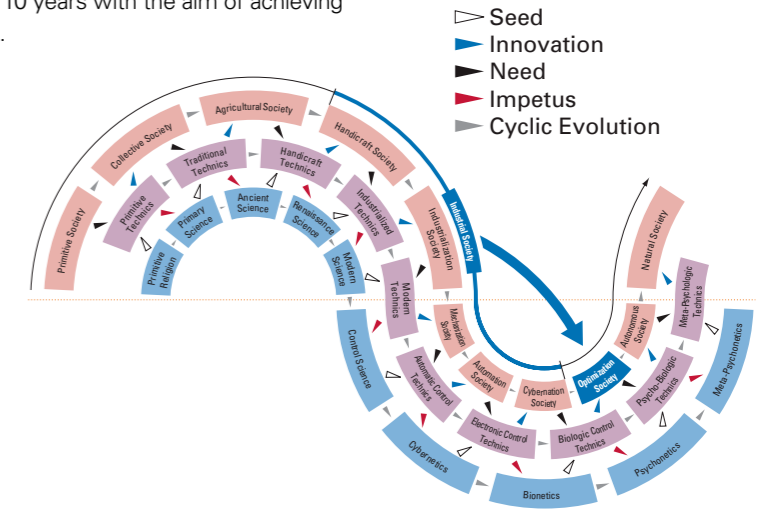 10 years with the aim of achieving
.
Seed
Innovation
Need
Impetus
Cyclic Evolution
Primitive Society
Collective Society
Agricultural Society
Handicraft Society
Industrialization
Society
Mechanization
Society
Automation
Society
Cybernation
Society
Optimization
Society
Autonomous
Society
Natural Society
Industrial Society
Primitive
Technics
Traditional
Technics
Handicraft
Technics
Industrialized
Technics
Modern
Technics
Automatic Control
Technics
Electronic Control
Technics
Biologic Control
Technics
Psycho-Biologic
Technics
Meta-Psychologic
Technics
Primitive
Religion
Primary
Science
Ancient
Science
Renaissance
Science
Modern
Science
Control Science
Cybernetics
Bionetics
Psychonetics
Meta-Psychonetics